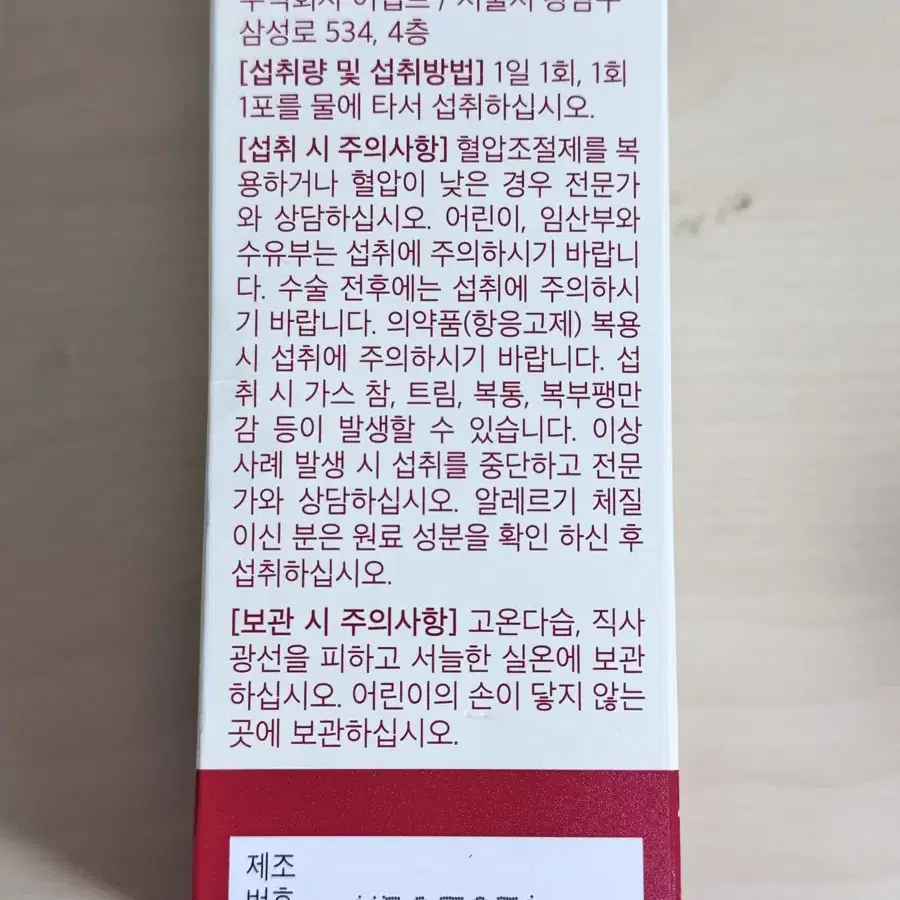 삼성로 534, 4층
[섭취량 및 섭취방법] 1일 1회, 1회
1포를 물에 타서 섭취하십시오.
[섭취 시 주의사항] 혈압조절제를 복
용하거나 혈압이 낮은 경우 전문가
와 상담하십시오. 어린이, 임산부와
수유부는 섭취에 주의하시기 바랍니
다. 수술 전후에는 섭취에 주의하시
기 바랍니다. 의약품(항응고제) 복용
시 섭취에 주의하시기 바랍니다. 섭
취 시 가스 참, 트림, 복통, 복부팽만
감 등이 발생할 수 있습니다. 이상
사례 발생 시 섭취를 중단하고 전문
가와 상담하십시오. 알레르기 체질
이신 분은 원료 성분을 확인 하신 후
섭취하십시오.
[보관 시 주의사항] 고온다습, 직사
광선을 피하고 서늘한 실온에 보관
하십시오. 어린이의 손이 닿지 않는
곳에 보관하십시오.
제조